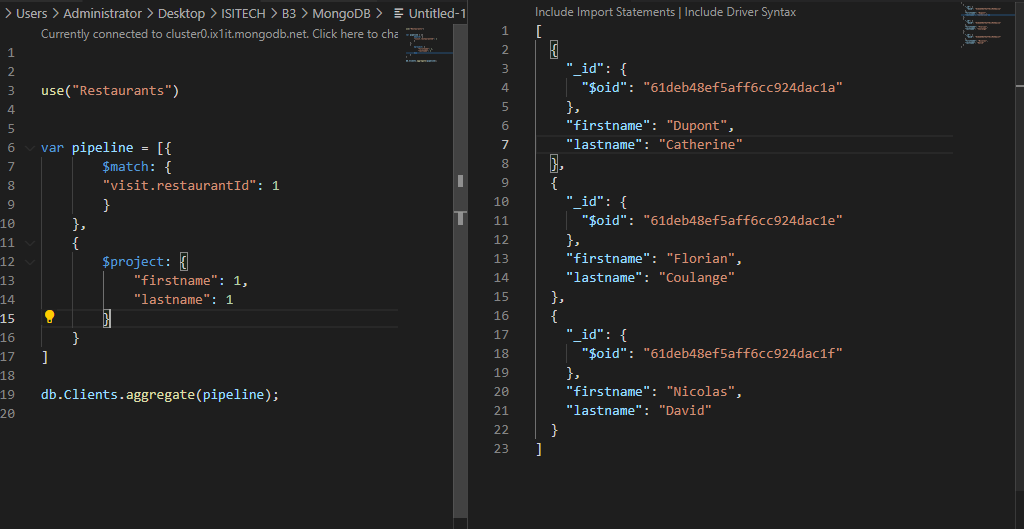 > Users > Administrator > Desktop > ISITECH > B3 > MongoDB > Untitled-1
Currently connected to cluster0.ix1it.mongodb.net. Click here to cha
1
2
3 use("Restaurants")
4
5
6 var pipeline = [{
7 $match: {
8 "visit.restaurantId": 1
9 }
10 },
11 {
12 $project: {
13 "firstname": 1,
14 "lastname": 1
15 }
16 }
17 ]
18
19 db.Clients.aggregate(pipeline);
20
Include Import Statements | Include Driver Syntax
1 [
2 {
3 "_id": {
4 "$oid": "61deb48ef5aff6cc924dac1a"
5 },
6 "firstname": "Dupont",
7 "lastname": "Catherine"
8 },
9 {
10 "_id": {
11 "$oid": "61deb48ef5aff6cc924dac1e"
12 },
13 "firstname": "Florian",
14 "lastname": "Coulange"
15 },
16 {
17 "_id": {
18 "$oid": "61deb48ef5aff6cc924dac1f"
19 },
20 "firstname": "Nicolas",
21 "lastname": "David"
22 }
23 ]